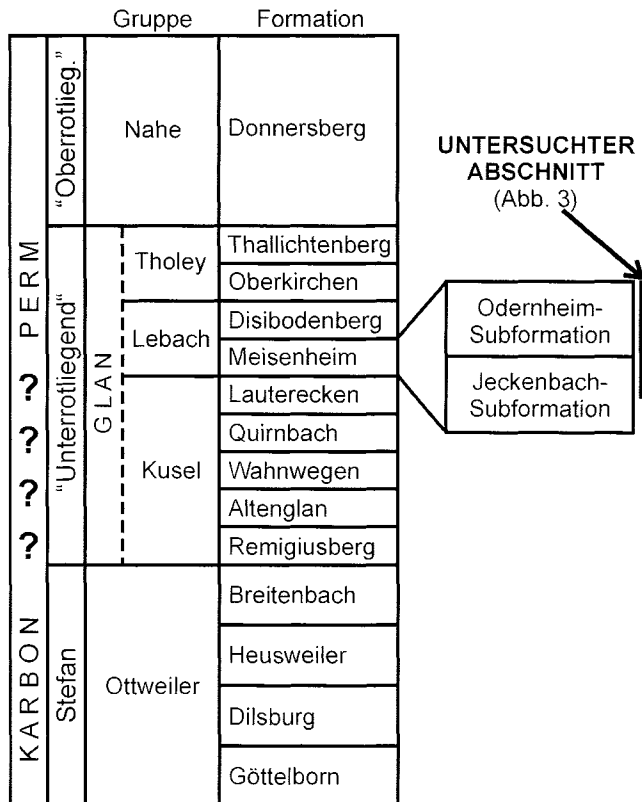 Gruppe
Formation
PERM
? ? ? ?
KARBON
"Oberrotlieg."
"Unterrotliegend"
Stefan
GLAN
Nahe
Donnersberg
Tholey
Thallichtenberg
Oberkirchen
Lebach
Disibodenberg
Meisenheim
Kusel
Lauterecken
Quirnbach
Wahnwegen
Altenglan
Remigiusberg
Ottweiler
Breitenbach
Heusweiler
Dilsburg
Göttelborn
UNTERSUCHTER
ABSCHNITT
(Abb. 3)
Odernheim-
Subformation
Jeckenbach-
Subformation